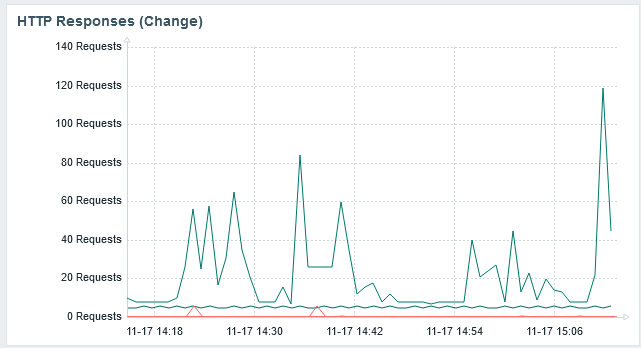 HTTP Responses (Change)
140 Requests
120 Requests
100 Requests
80 Requests
60 Requests
40 Requests
20 Requests
0 Requests
11-17 14:18 11-17 14:30 11-17 14:42 11-17 14:54 11-17 15:06